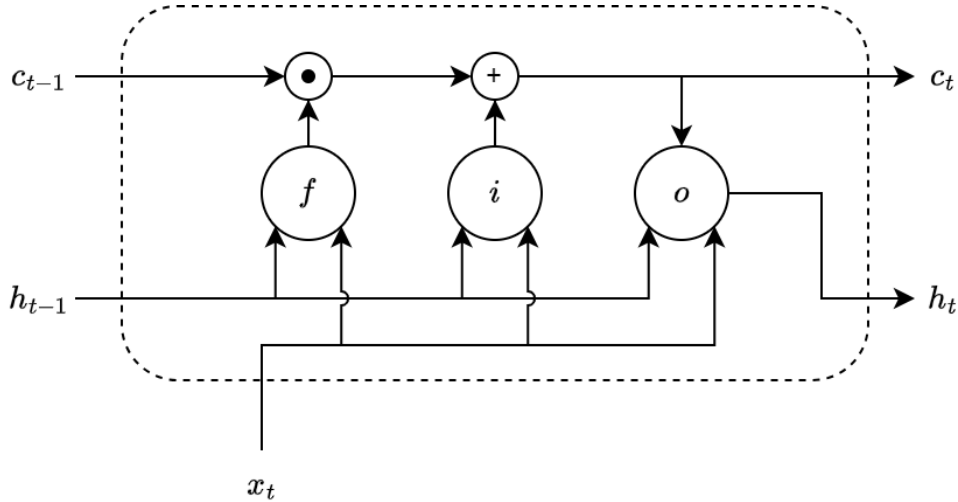 c_{t-1} + c_t
f i o
h_{t-1} h_t
x_t